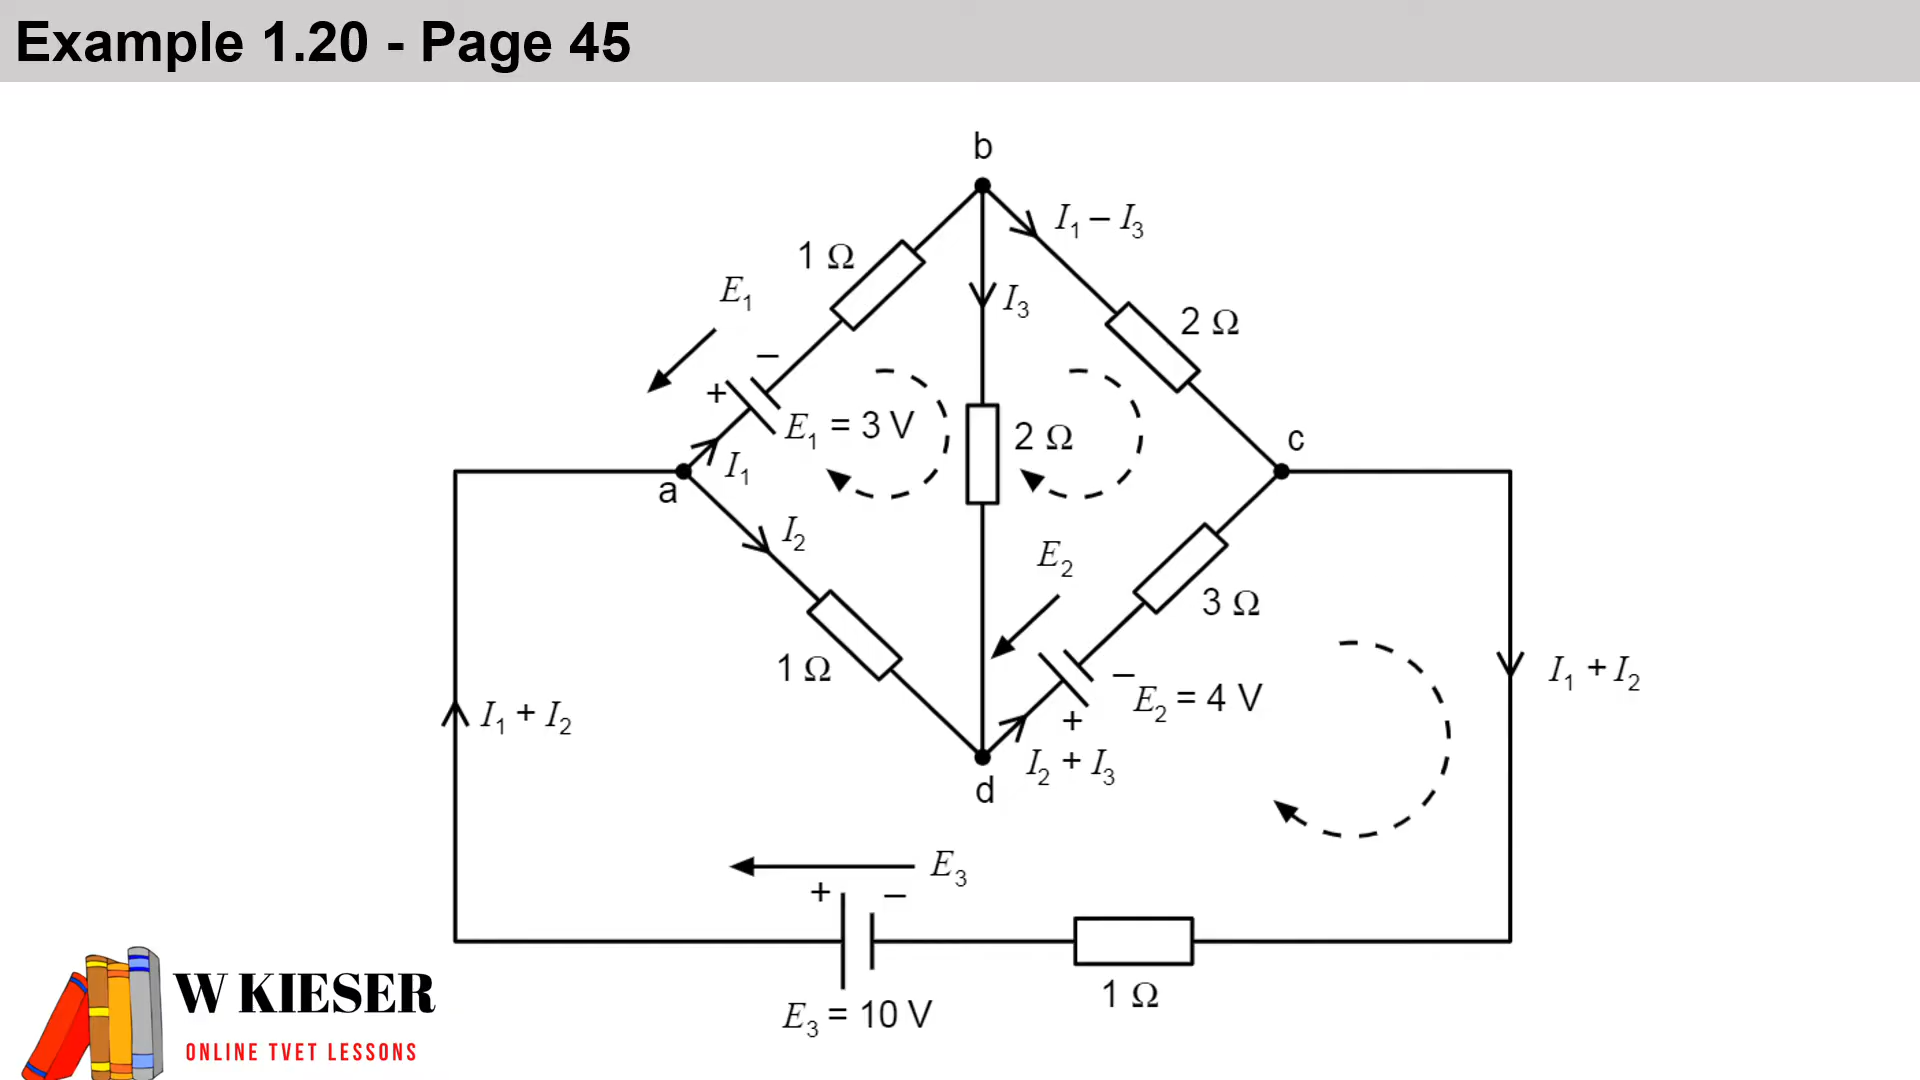 Example 1.20 - Page 45
b
I₁ – I₃
1 Ω
E₁
I₃
2 Ω
–
+
E₁ = 3 V
2 Ω
c
I₁
a
I₂
E₂
3 Ω
1 Ω
–
E₂ = 4 V
I₁ + I₂
I₁ + I₂
+
I₂ + I₃
d
E₃
+ –
E₃ = 10 V
1 Ω
W KIESER
ONLINE TVET LESSONS